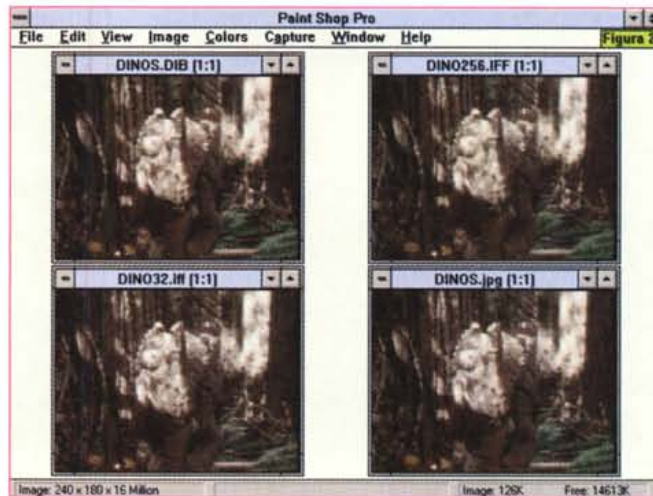 Paint Shop Pro
File Edit View Image Colors Capture Window Help
Figura 2
DINOS.DIB [1:1]
DINO256.IFF [1:1]
DINO32.iff [1:1]
DINOS.jpg [1:1]
Image: 240 x 180 x 16 Million
Image: 126K Free: 14613K